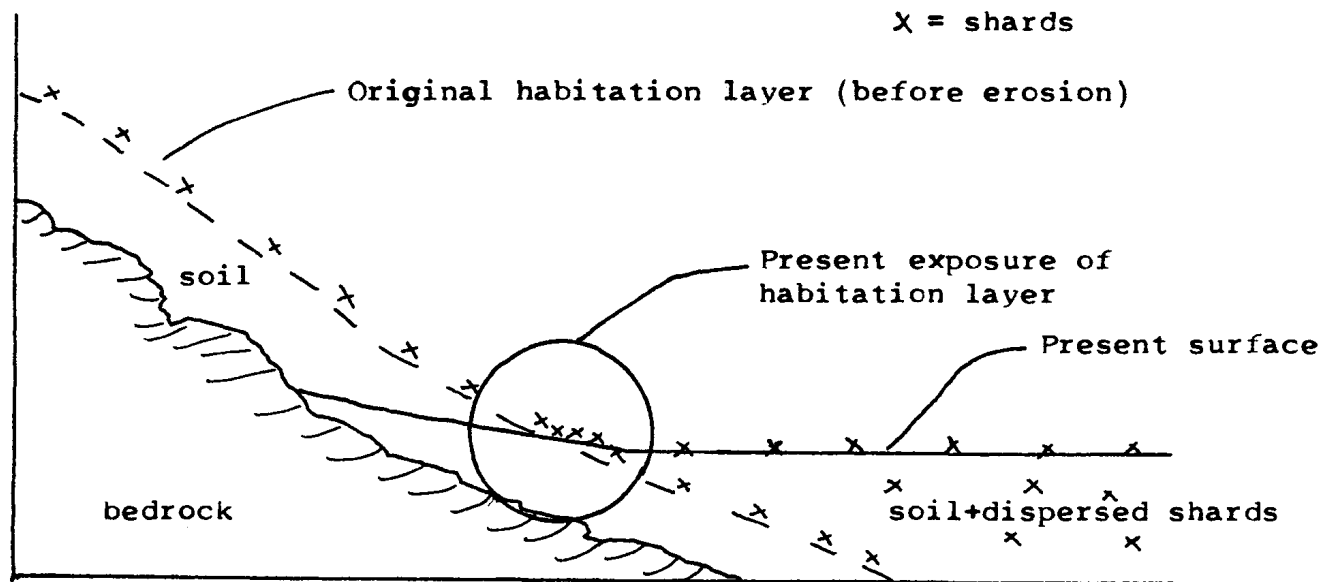 X = shards
Original habitation layer (before erosion)
soil
Present exposure of
habitation layer
Present surface
bedrock
soil+dispersed shards